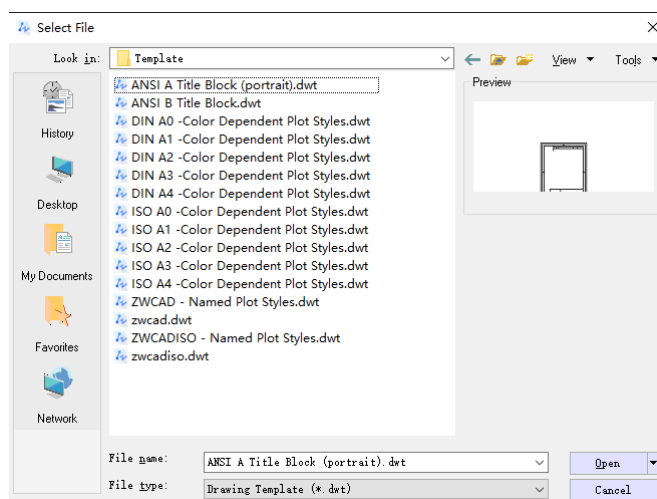 Select File
Look in:
Template
View
Tools
History
Desktop
My Documents
Favorites
Network
ANSI A Title Block (portrait).dwt
ANSI B Title Block.dwt
DIN A0 -Color Dependent Plot Styles.dwt
DIN A1 -Color Dependent Plot Styles.dwt
DIN A2 -Color Dependent Plot Styles.dwt
DIN A3 -Color Dependent Plot Styles.dwt
DIN A4 -Color Dependent Plot Styles.dwt
ISO A0 -Color Dependent Plot Styles.dwt
ISO A1 -Color Dependent Plot Styles.dwt
ISO A2 -Color Dependent Plot Styles.dwt
ISO A3 -Color Dependent Plot Styles.dwt
ISO A4 -Color Dependent Plot Styles.dwt
ZWCAD - Named Plot Styles.dwt
zwcad.dwt
ZWCADISO - Named Plot Styles.dwt
zwcadiso.dwt
Preview
File name:
ANSI A Title Block (portrait).dwt
Open
File type:
Drawing Template (*.dwt)
Cancel